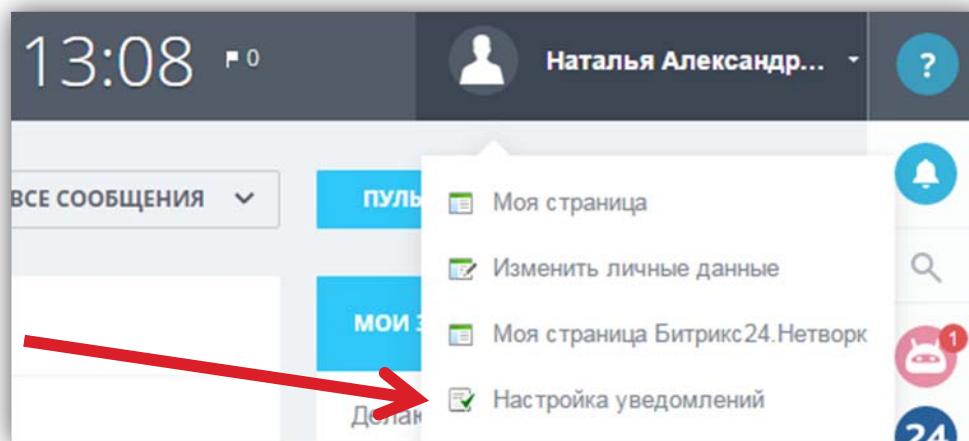 13:08 0
Наталья Александр...
?
ВСЕ СООБЩЕНИЯ
ПУЛЬ
Моя страница
Изменить личные данные
МОИ
Моя страница Битрикс24.Нетворк
1
Настройка уведомлений
Делаю
24